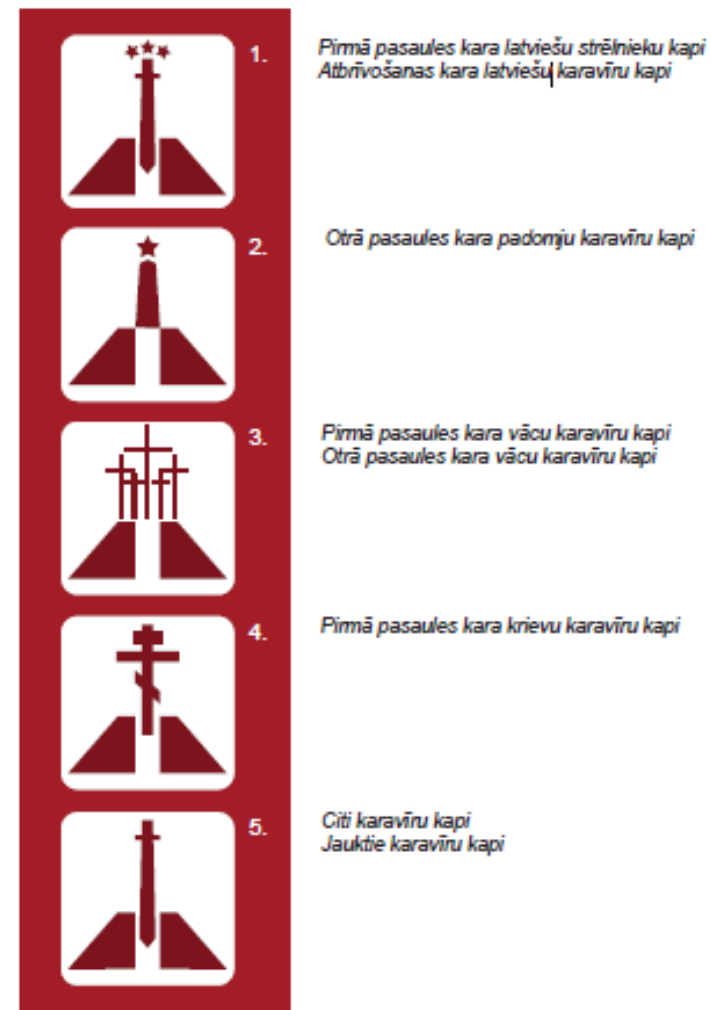 1.
Pirmā pasaules kara latviešu strēlnieku kapi
Atbrīvošanas kara latviešu karavīru kapi
2.
Otrā pasaules kara padomju karavīru kapi
3.
Pirmā pasaules kara vācu karavīru kapi
Otrā pasaules kara vācu karavīru kapi
4.
Pirmā pasaules kara krievu karavīru kapi
5.
Citi karavīru kapi
Jauktie karavīru kapi